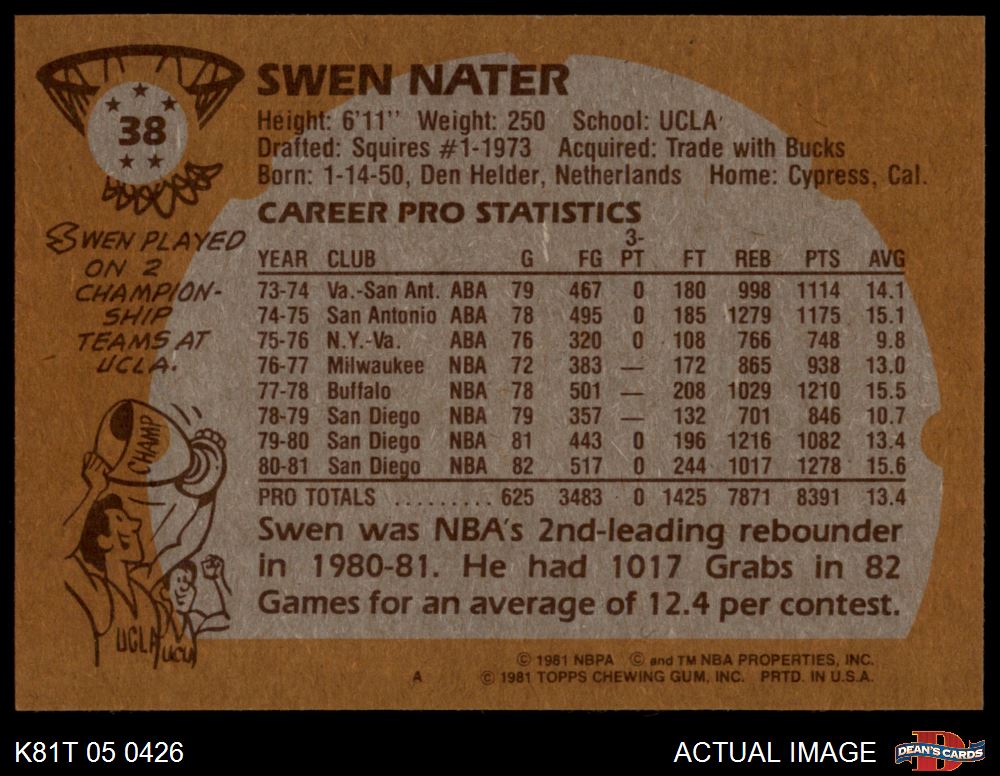 38
SWEN NATER
Height: 6'11'' Weight: 250 School: UCLA
Drafted: Squires #1-1973 Acquired: Trade with Bucks
Born: 1-14-50, Den Helder, Netherlands Home: Cypress, Cal.
SWEN PLAYED
ON 2
CHAMPION-
SHIP
TEAMS AT
UCLA.
CHAMP
UCLA
UCLA
CAREER PRO STATISTICS
YEAR CLUB G FG 3-PT FT REB PTS AVG
73-74 Va.-San Ant. ABA 79 467 0 180 998 1114 14.1
74-75 San Antonio ABA 78 495 0 185 1279 1175 15.1
75-76 N.Y.-Va. ABA 76 320 0 108 766 748 9.8
76-77 Milwaukee NBA 72 383 — 172 865 938 13.0
77-78 Buffalo NBA 78 501 — 208 1029 1210 15.5
78-79 San Diego NBA 79 357 — 132 701 846 10.7
79-80 San Diego NBA 81 443 0 196 1216 1082 13.4
80-81 San Diego NBA 82 517 0 244 1017 1278 15.6
PRO TOTALS ......... 625 3483 0 1425 7871 8391 13.4
Swen was NBA's 2nd-leading rebounder
in 1980-81. He had 1017 Grabs in 82
Games for an average of 12.4 per contest.
© 1981 NBPA © and TM NBA PROPERTIES, INC.
A © 1981 TOPPS CHEWING GUM, INC. PRTD. IN U.S.A.
K81T 05 0426
ACTUAL IMAGE
D
DEAN'S CARDS